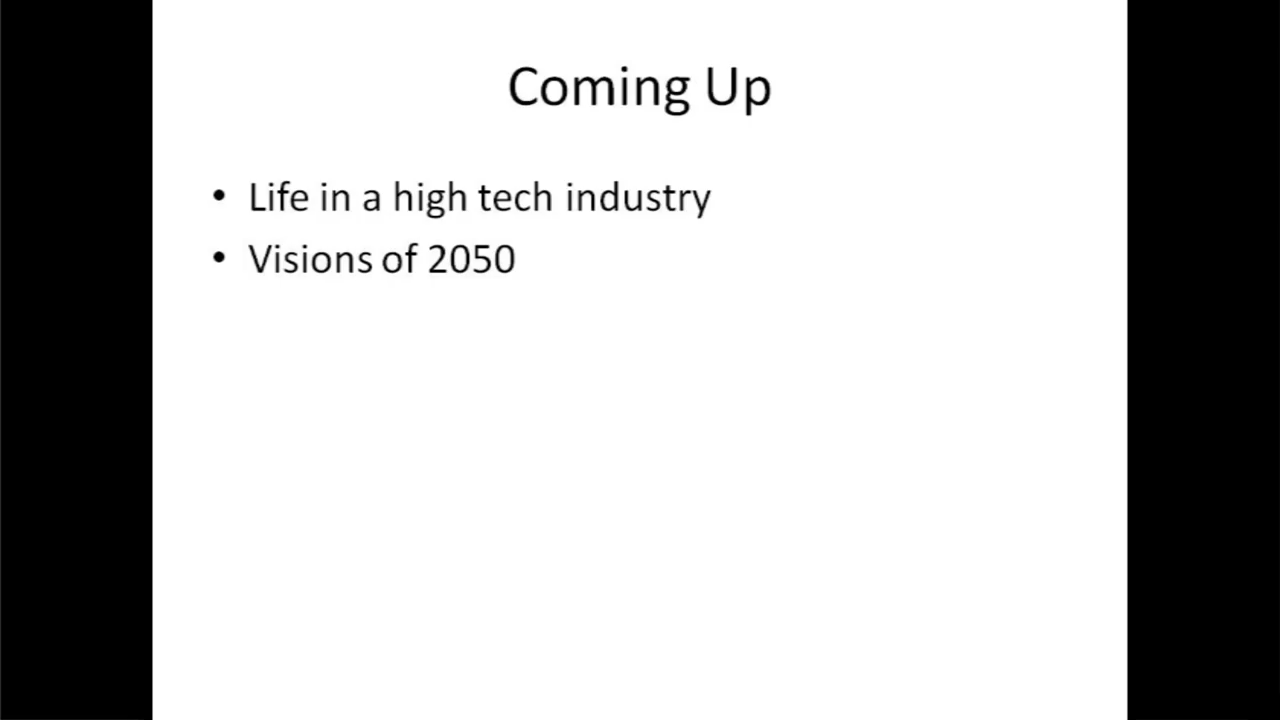 Coming Up
• Life in a high tech industry
• Visions of 2050